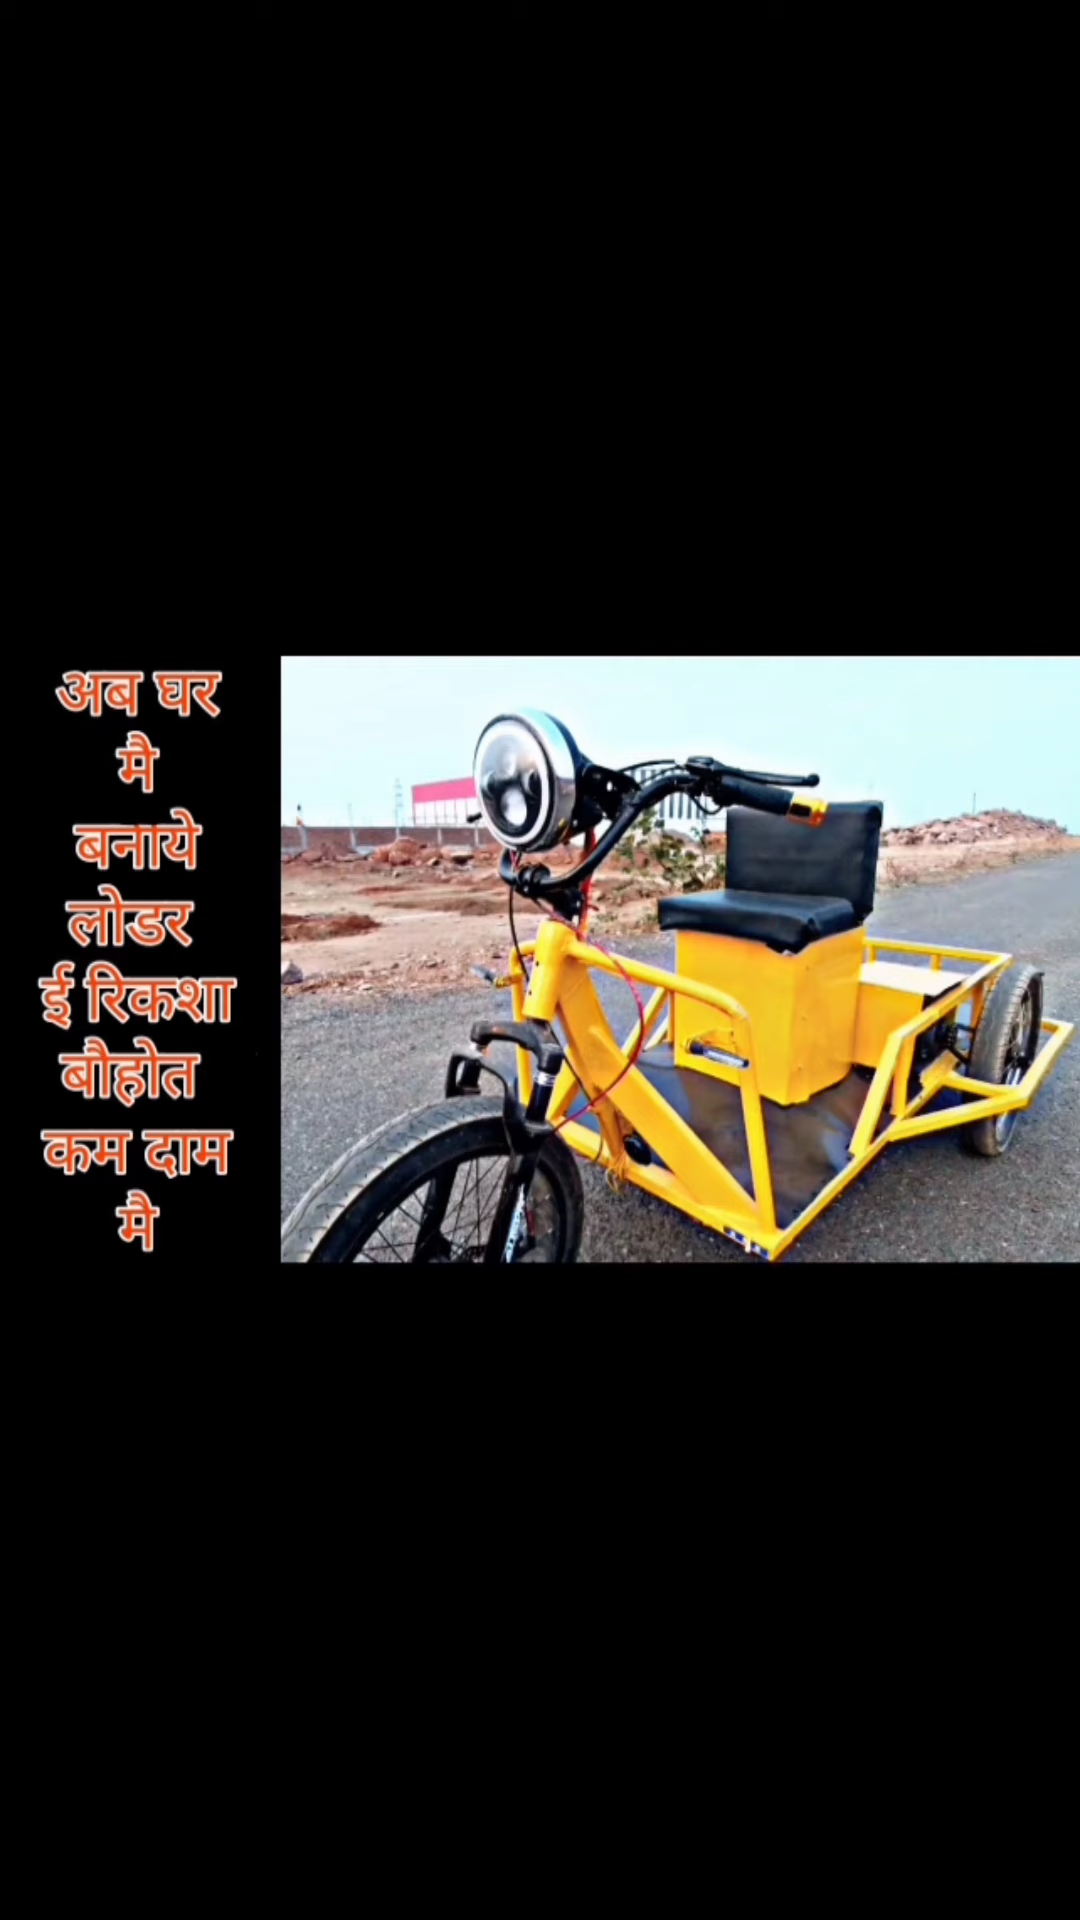 अब घर
मै
बनाये
लोडर
ई रिकशा
बौहोत
कम दाम
मै